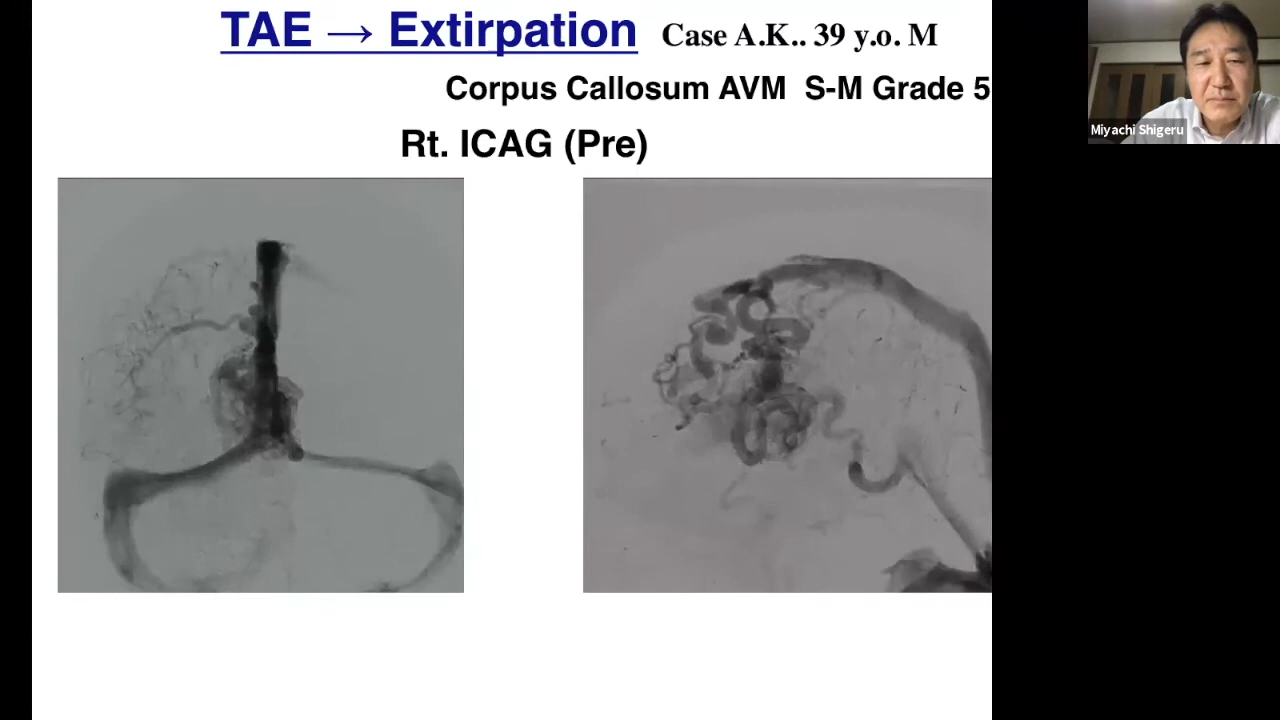 TAE → Extirpation Case A.K.. 39 y.o. M
Corpus Callosum AVM S-M Grade 5
Rt. ICAG (Pre)
Miyachi Shigeru